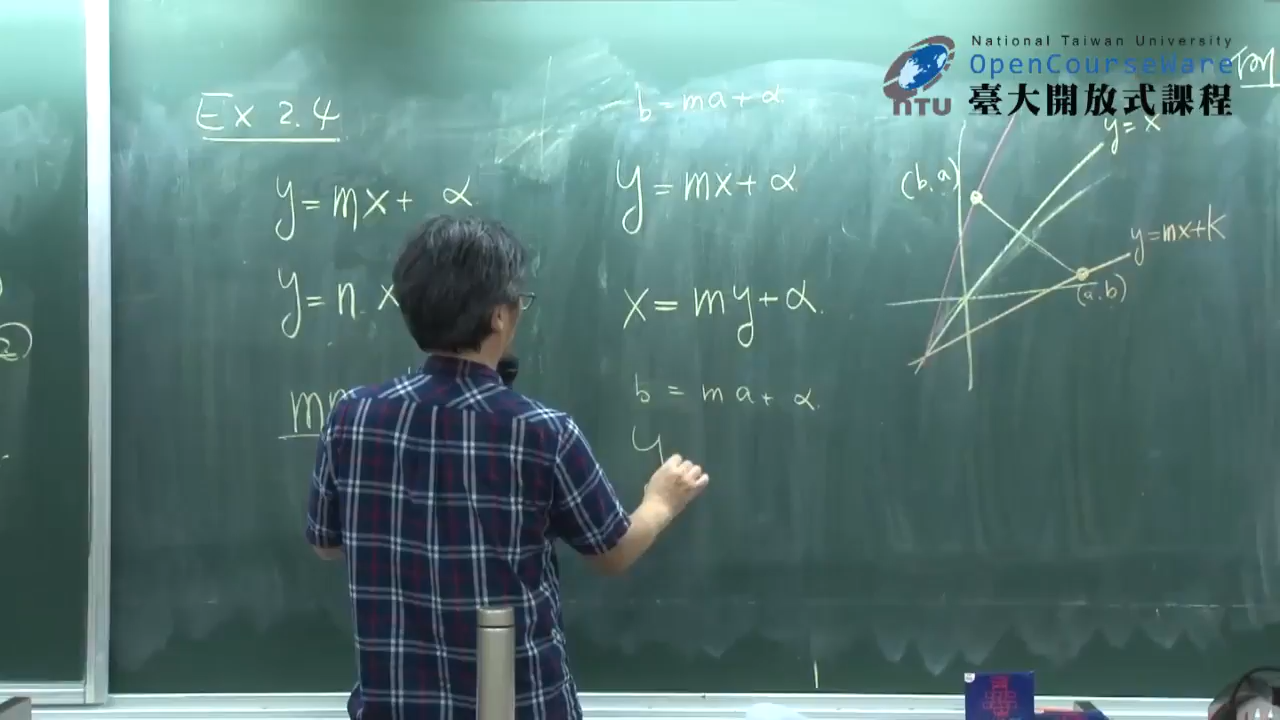 National Taiwan University
OpenCourseWare
NTU 臺大開放式課程
Ex 2.4
y = mx + α
y = n x
b = ma + α
y = mx + α
x = my + α
b = ma + α
y
y = x
(b, a)
y = mx + k
(a, b)